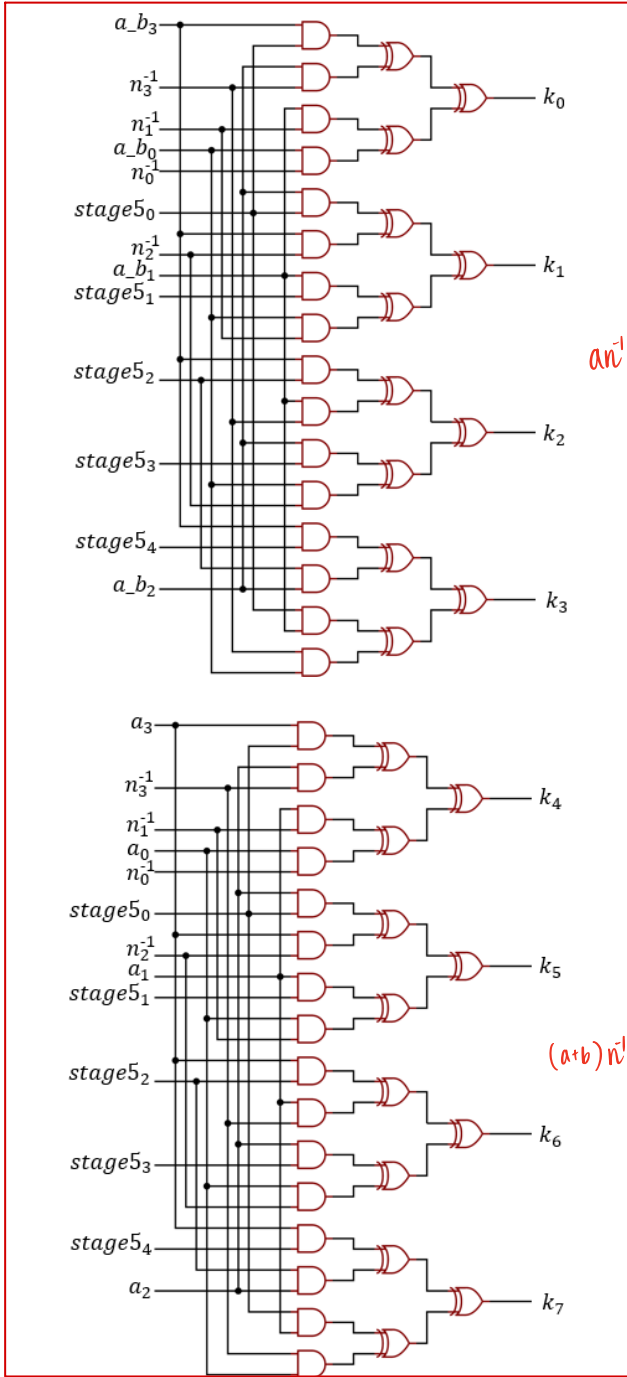 a_b₃
n₃⁻¹
k₀
n₁⁻¹
a_b₀
n₀⁻¹
stage5₀
n₂⁻¹
a_b₁
k₁
stage5₁
an⁻¹
stage5₂
k₂
stage5₃
stage5₄
a_b₂
k₃
a₃
n₃⁻¹
k₄
n₁⁻¹
a₀
n₀⁻¹
stage5₀
n₂⁻¹
k₅
a₁
stage5₁
(a+b)n⁻¹
stage5₂
k₆
stage5₃
stage5₄
a₂
k₇